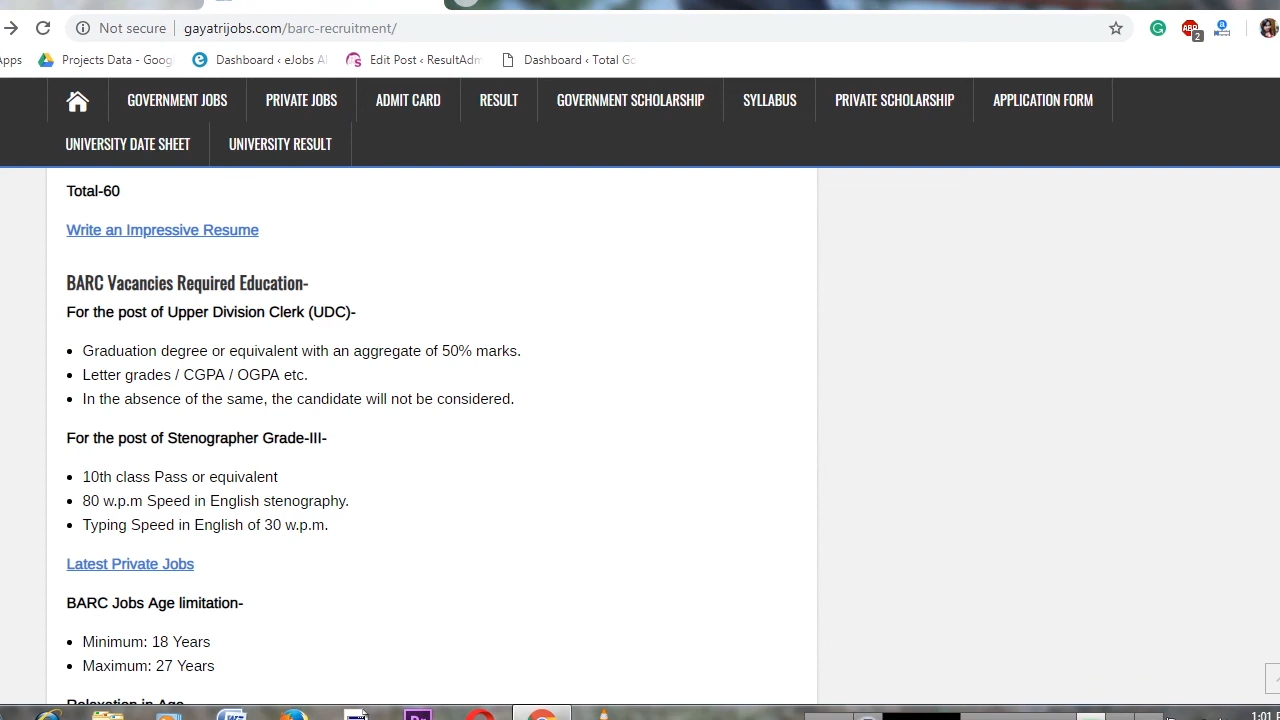 Not secure gayatrijobs.com/barc-recruitment/
ABP
2
Apps Projects Data - Goog Dashboard ‹ eJobs Al Edit Post ‹ ResultAdm Dashboard ‹ Total Go
GOVERNMENT JOBS PRIVATE JOBS ADMIT CARD RESULT GOVERNMENT SCHOLARSHIP SYLLABUS PRIVATE SCHOLARSHIP APPLICATION FORM
UNIVERSITY DATE SHEET UNIVERSITY RESULT
Total-60
Write an Impressive Resume
BARC Vacancies Required Education-
For the post of Upper Division Clerk (UDC)-
Graduation degree or equivalent with an aggregate of 50% marks.
Letter grades / CGPA / OGPA etc.
In the absence of the same, the candidate will not be considered.
For the post of Stenographer Grade-III-
10th class Pass or equivalent
80 w.p.m Speed in English stenography.
Typing Speed in English of 30 w.p.m.
Latest Private Jobs
BARC Jobs Age limitation-
Minimum: 18 Years
Maximum: 27 Years
Relaxation in Age
1:01